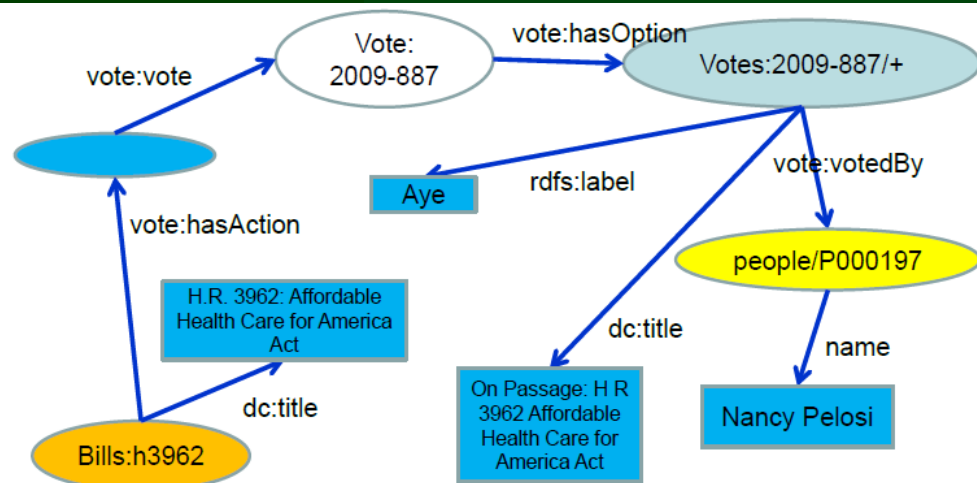 Vote:
2009-887
vote:hasOption
Votes:2009-887/+
vote:vote
Aye
rdfs:label
vote:votedBy
vote:hasAction
people/P000197
H.R. 3962: Affordable
Health Care for America
Act
dc:title
name
dc:title
On Passage: H R
3962 Affordable
Health Care for
America Act
Nancy Pelosi
Bills:h3962